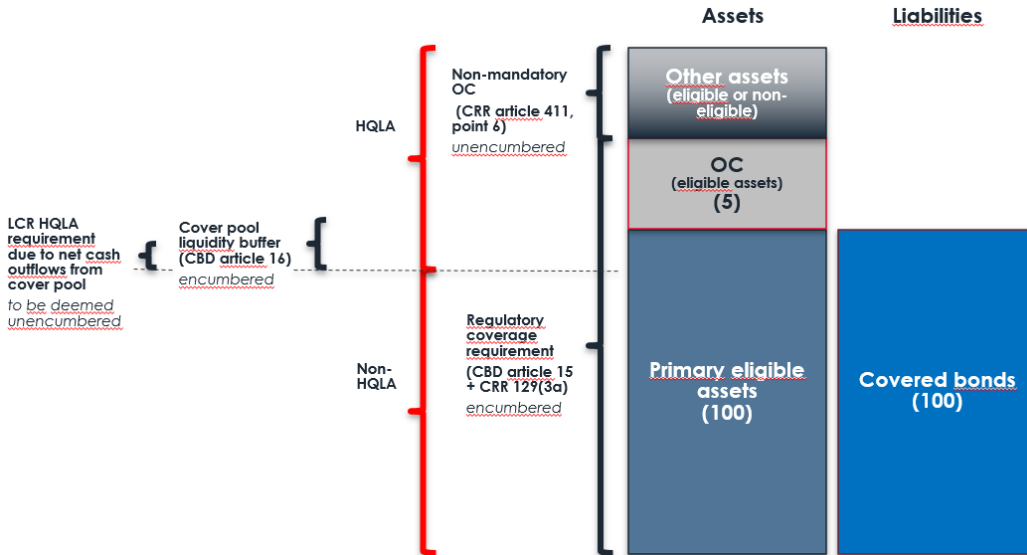 Assets
Liabilities
Non-mandatory
OC
(CRR article 411,
point 6)
unencumbered
HQLA
Other assets
(eligible or non-
eligible)
OC
(eligible assets)
(5)
LCR HQLA
requirement
due to net cash
outflows from
cover pool
to be deemed
unencumbered
Cover pool
liquidity buffer
(CBD article 16)
encumbered
Non-
HQLA
Regulatory
coverage
requirement
(CBD article 15
+ CRR 129(3a)
encumbered
Primary eligible
assets
(100)
Covered bonds
(100)